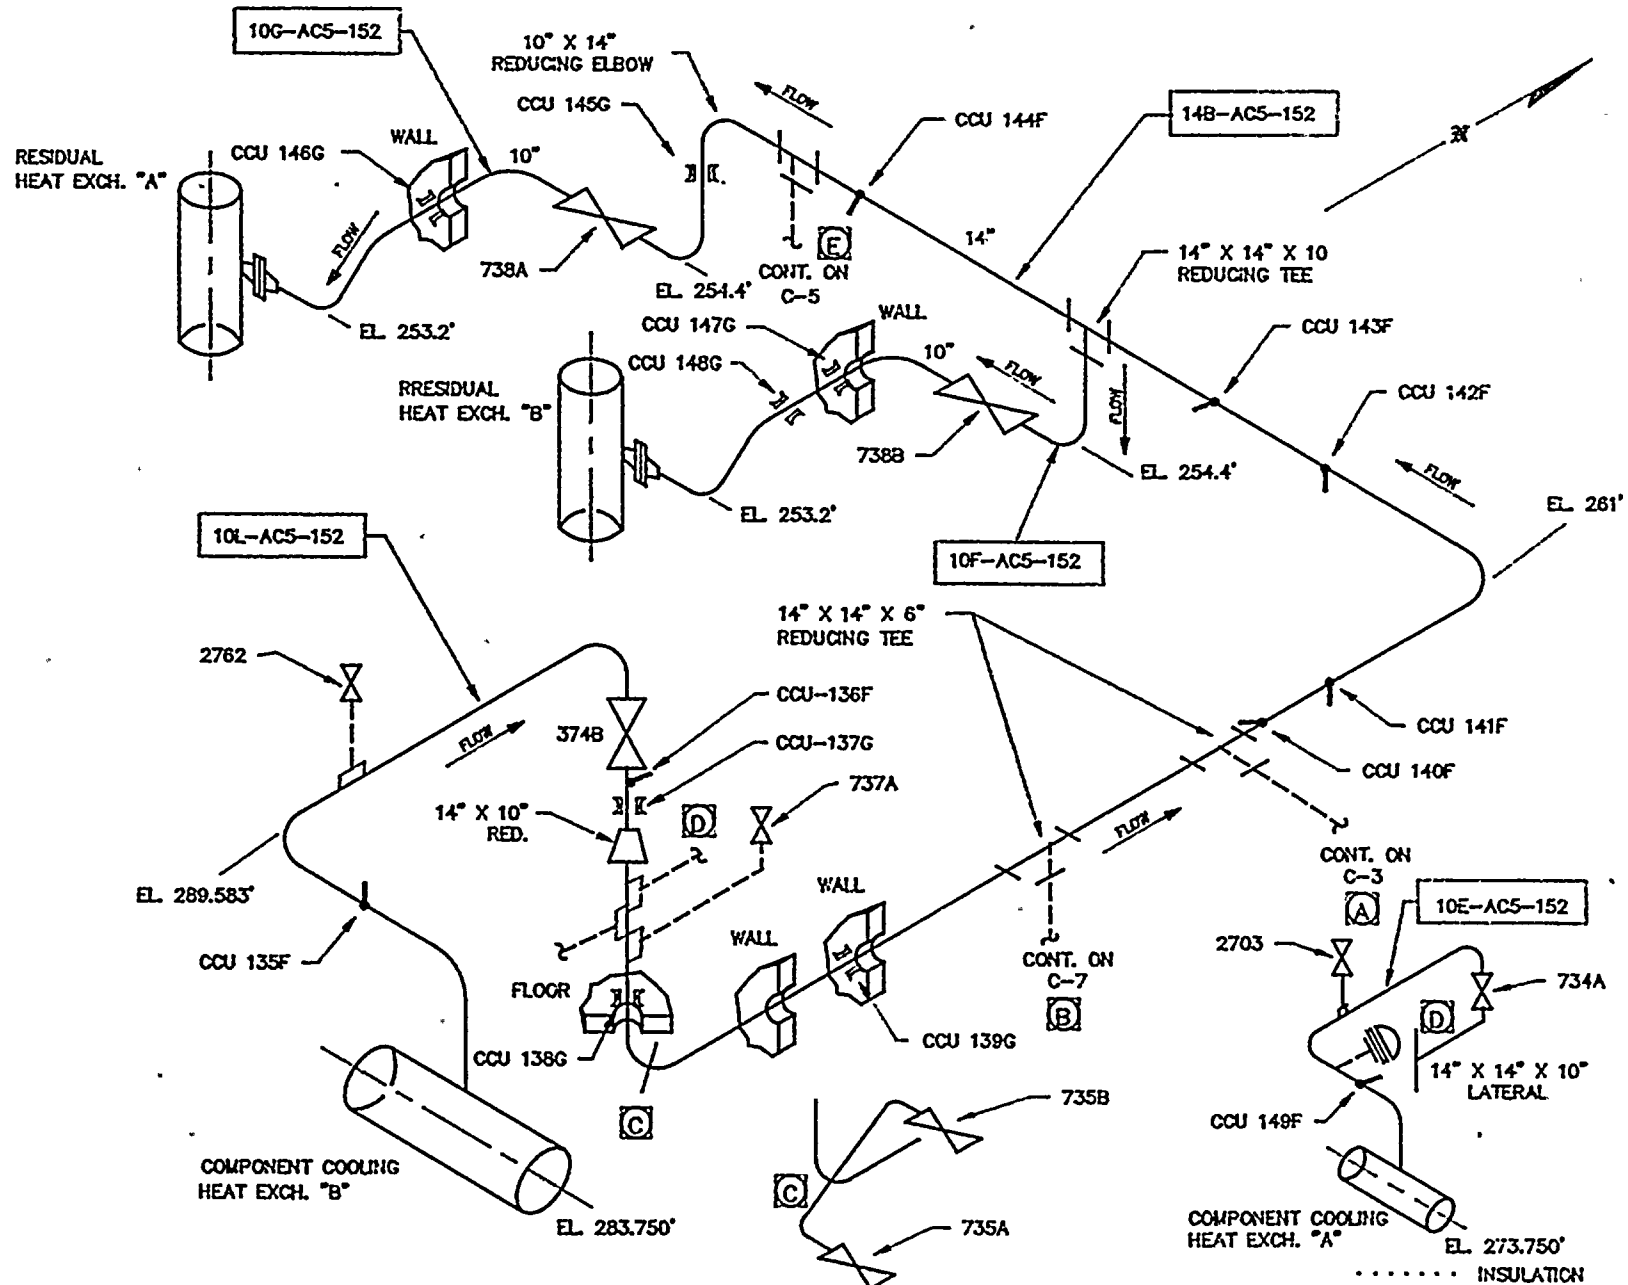 10G-AC5-152
10" X 14"
REDUCING ELBOW
CCU 145G
FLOW
CCU 144F
14B-AC5-152
N
RESIDUAL
HEAT EXCH. "A"
CCU 146G
WALL
10"
FLOW
738A
EL. 254.4'
E
CONT. ON
C-5
14"
14" X 14" X 10
REDUCING TEE
EL. 253.2'
CCU 147G
WALL
CCU 148G
10"
FLOW
FLOW
CCU 143F
CCU 142F
RRESIDUAL
HEAT EXCH. "B"
738B
EL. 254.4'
FLOW
EL. 261'
EL. 253.2'
10L-AC5-152
10F-AC5-152
14" X 14" X 6"
REDUCING TEE
2762
FLOW
374B
CCU-136F
CCU-137G
737A
14" X 10"
RED.
D
CCU 141F
CCU 140F
FLOW
EL. 289.583'
CCU 135F
FLOOR
WALL
WALL
CONT. ON
C-7
B
CONT. ON
C-3
A
10E-AC5-152
2703
734A
D
CCU 138G
CCU 139G
14" X 14" X 10"
LATERAL
C
735B
CCU 149F
COMPONENT COOLING
HEAT EXCH. "B"
EL. 283.750'
C
735A
COMPONENT COOLING
HEAT EXCH. "A"
EL. 273.750'
INSULATION